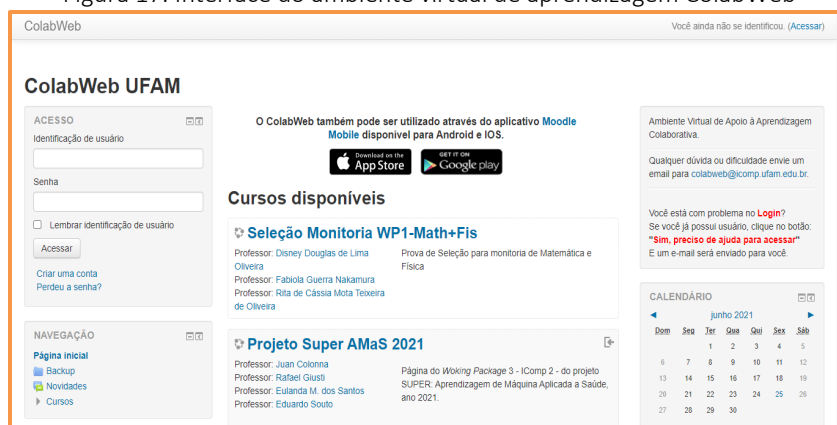 Figura 17. Interface do ambiente virtual de aprendizagem ColabWeb
ColabWeb
Você ainda não se identificou. (Acessar)
ColabWeb UFAM
ACESSO
Identificação de usuário
Senha
Lembrar identificação de usuário
Acessar
Criar uma conta
Perdeu a senha?
NAVEGAÇÃO
Página inicial
Backup
Novidades
Cursos
O ColabWeb também pode ser utilizado através do aplicativo Moodle
Mobile disponivel para Android e IOS.
Download on the
App Store
GET IT ON
Google play
Cursos disponíveis
Seleção Monitoria WP1-Math+Fis
Professor: Disney Douglas de Lima
Oliveira
Professor: Fabiola Guerra Nakamura
Professor: Rita de Cássia Mota Teixeira
de Oliveira
Prova de Seleção para monitoria de Matemática e
Física
Projeto Super AMaS 2021
Professor: Juan Colonna
Professor: Rafael Giusti
Professor: Eulanda M. dos Santos
Professor: Eduardo Souto
Página do Woking Package 3 - IComp 2 - do projeto
SUPER: Aprendizagem de Máquina Aplicada a Saúde,
ano 2021.
Ambiente Virtual de Apoio à Aprendizagem
Colaborativa.
Qualquer dúvida ou dificuldade envie um
email para colabweb@icomp.ufam.edu.br.
Você está com problema no Login?
Se você já possui usuário, clique no botão:
"Sim, preciso de ajuda para acessar"
E um e-mail será enviado para você.
CALENDÁRIO
junho 2021
Dom Seg Ter Qua Qui Sex Sáb
1 2 3 4 5
6 7 8 9 10 11 12
13 14 15 16 17 18 19
20 21 22 23 24 25 26
27 28 29 30